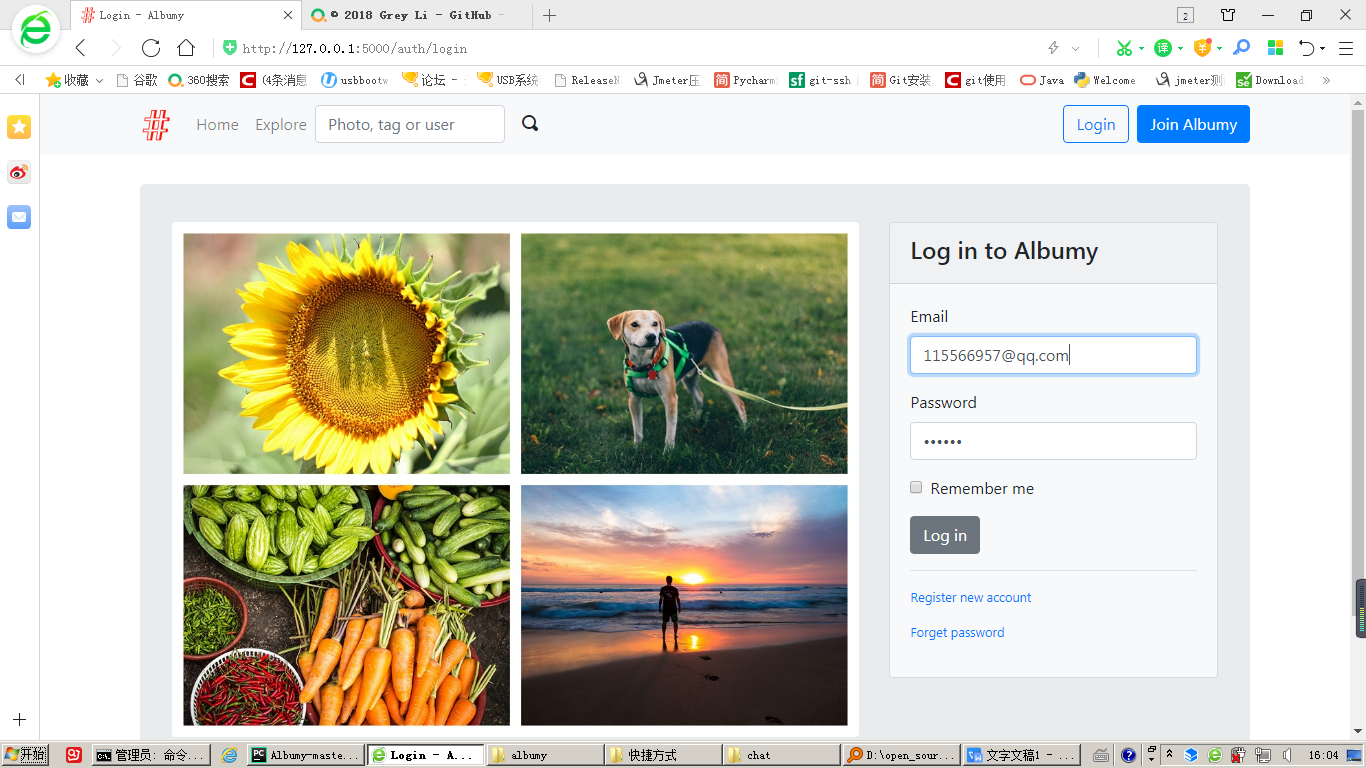 Login - Albumy
© 2018 Grey Li - GitHub -
2
http://127.0.0.1:5000/auth/login
译
收藏
谷歌
360搜索
(4条消息
usbbootw
论坛 -
USB系统
ReleaseN
Jmeter压
Pycharm
git-ssh
Git安装
git使用
Java
Welcome
jmeter测
Download
Home
Explore
Photo, tag or user
Login
Join Albumy
Log in to Albumy
Email
115566957@qq.com
Password
••••••
Remember me
Log in
Register new account
Forget password
开始
管理员: 命令...
Albumy-maste...
Login - A...
albumy
快捷方式
chat
D:\open_sour...
文字文稿1 - ...
16:04